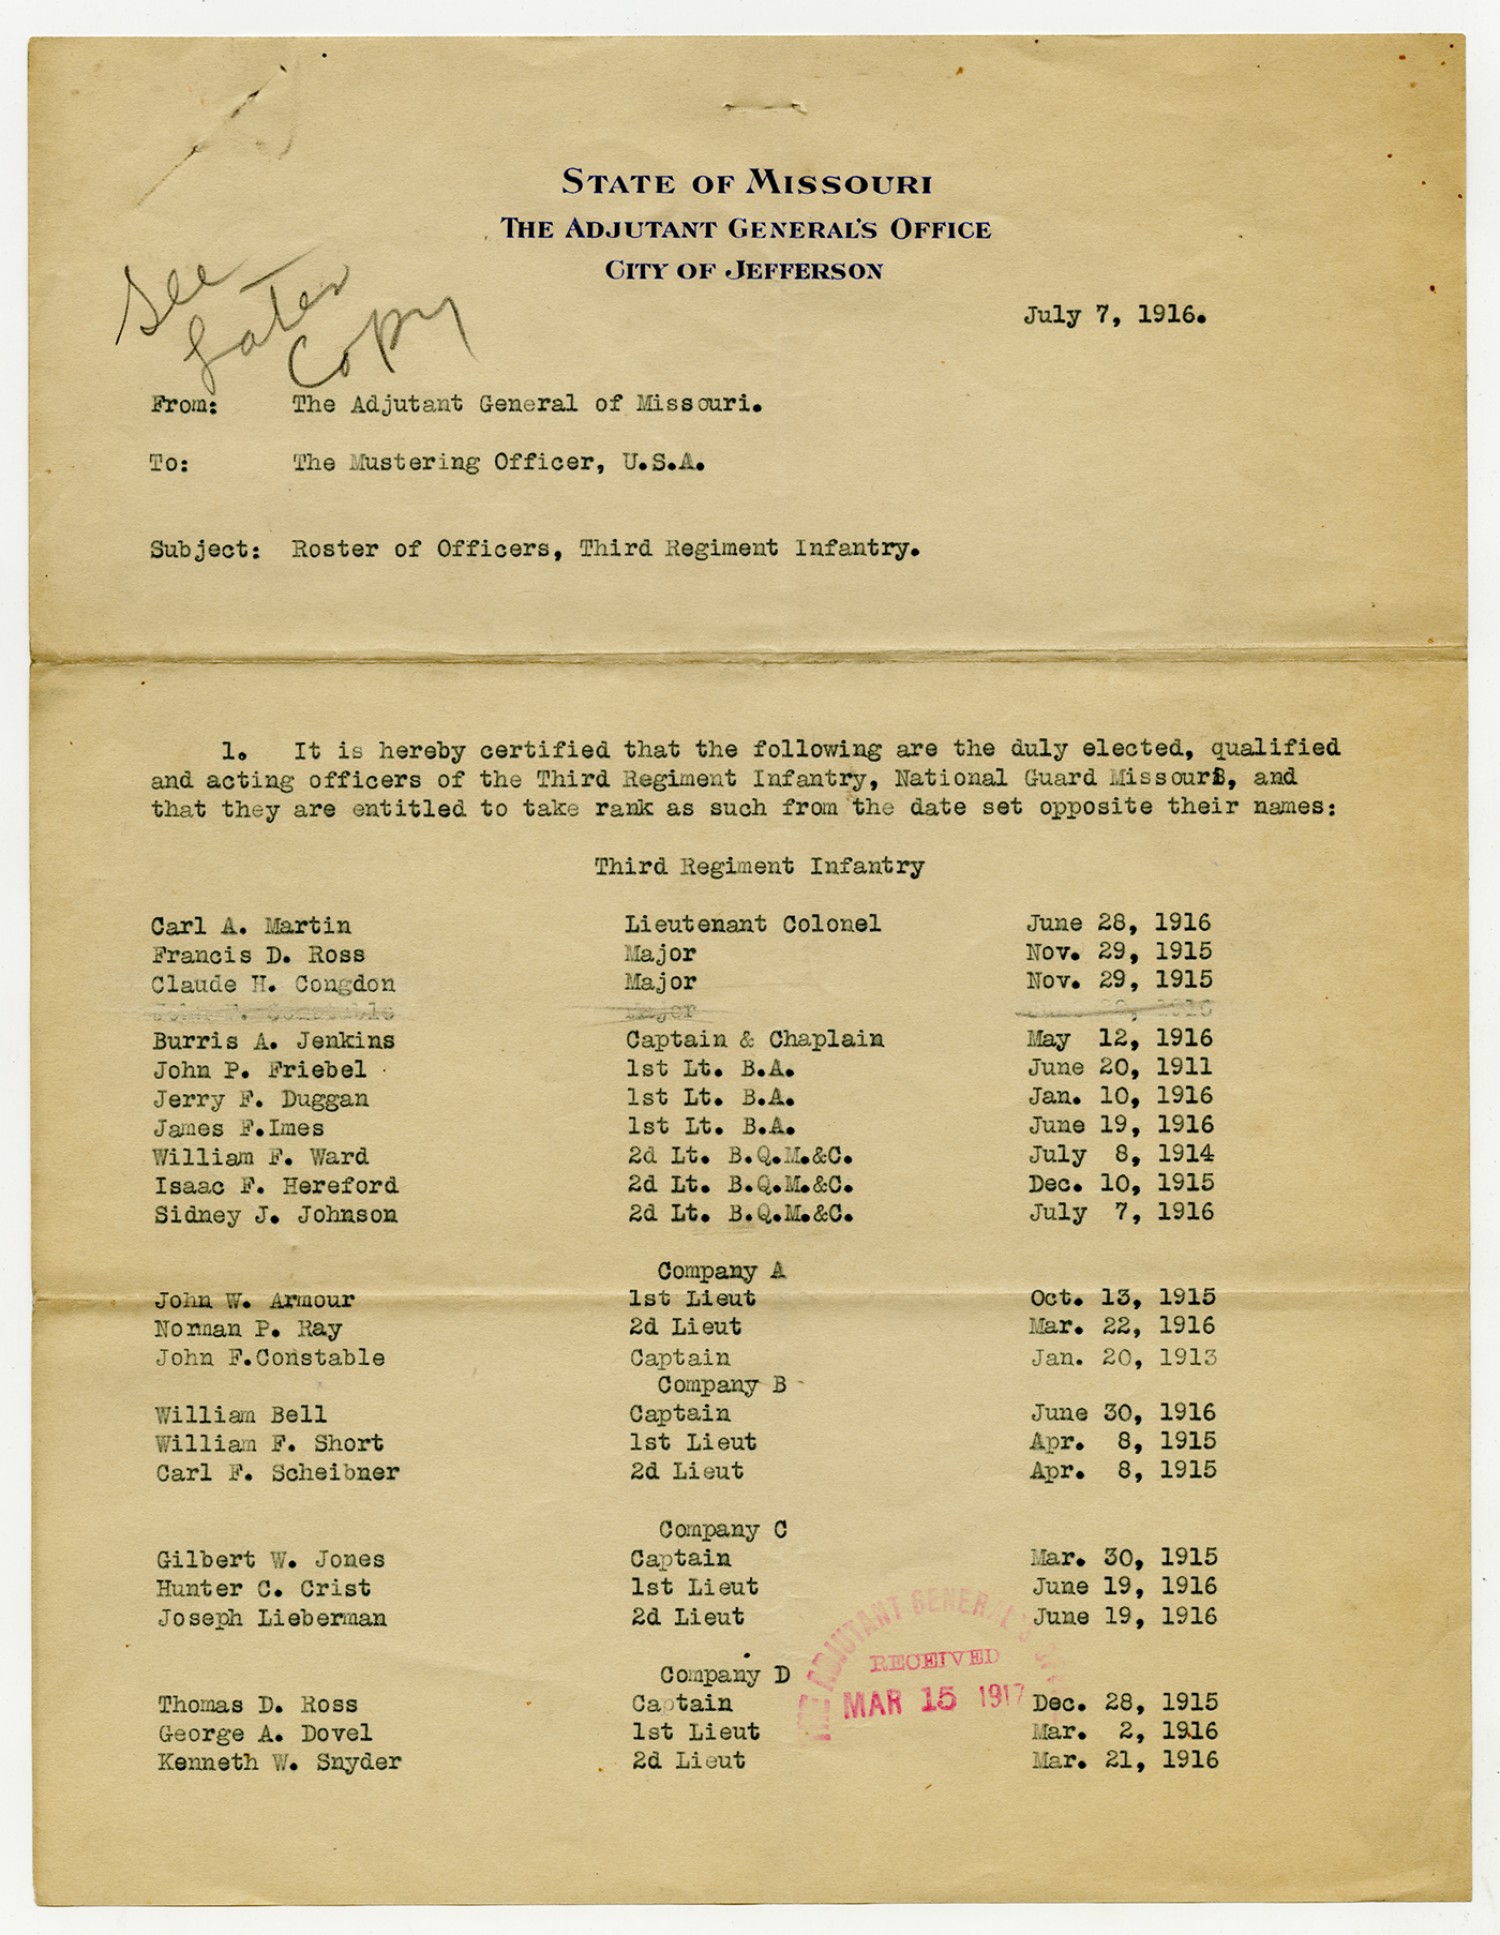 STATE OF MISSOURI
THE ADJUTANT GENERAL'S OFFICE
CITY OF JEFFERSON
July 7, 1916.
See
Later
Copy
From: The Adjutant General of Missouri.
To: The Mustering Officer, U.S.A.
Subject: Roster of Officers, Third Regiment Infantry.
1. It is hereby certified that the following are the duly elected, qualified
and acting officers of the Third Regiment Infantry, National Guard Missouri, and
that they are entitled to take rank as such from the date set opposite their names:
Third Regiment Infantry
Carl A. Martin Lieutenant Colonel June 28, 1916
Francis D. Ross Major Nov. 29, 1915
Claude H. Congdon Major Nov. 29, 1915
John F. Constable Major 1916
Burris A. Jenkins Captain & Chaplain May 12, 1916
John P. Friebel 1st Lt. B.A. June 20, 1911
Jerry F. Duggan 1st Lt. B.A. Jan. 10, 1916
James F.Imes 1st Lt. B.A. June 19, 1916
William F. Ward 2d Lt. B.Q.M.&C. July 8, 1914
Isaac F. Hereford 2d Lt. B.Q.M.&C. Dec. 10, 1915
Sidney J. Johnson 2d Lt. B.Q.M.&C. July 7, 1916
Company A
John W. Armour 1st Lieut Oct. 13, 1915
Norman P. Ray 2d Lieut Mar. 22, 1916
John F.Constable Captain Jan. 20, 1913
Company B
William Bell Captain June 30, 1916
William F. Short 1st Lieut Apr. 8, 1915
Carl F. Scheibner 2d Lieut Apr. 8, 1915
Company C
Gilbert W. Jones Captain Mar. 30, 1915
Hunter C. Crist 1st Lieut June 19, 1916
Joseph Lieberman 2d Lieut June 19, 1916
Company D
Thomas D. Ross Captain Dec. 28, 1915
George A. Dovel 1st Lieut Mar. 2, 1916
Kenneth W. Snyder 2d Lieut Mar. 21, 1916
THE ADJUTANT GENERAL'S
RECEIVED
MAR 15 1917